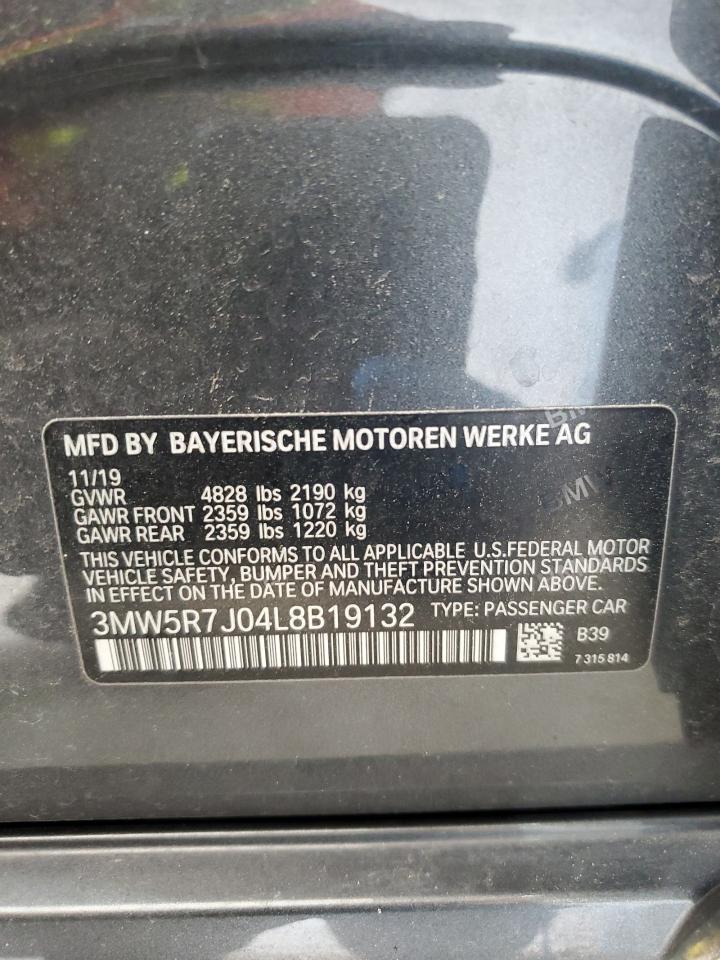 MFD BY BAYERISCHE MOTOREN WERKE AG
11/19
GVWR 4828 lbs 2190 kg
GAWR FRONT 2359 lbs 1072 kg
GAWR REAR 2359 lbs 1220 kg
THIS VEHICLE CONFORMS TO ALL APPLICABLE U.S.FEDERAL MOTOR
VEHICLE SAFETY, BUMPER AND THEFT PREVENTION STANDARDS
IN EFFECT ON THE DATE OF MANUFACTURE SHOWN ABOVE.
3MW5R7J04L8B19132 TYPE: PASSENGER CAR
B39
7 315 814
BMW